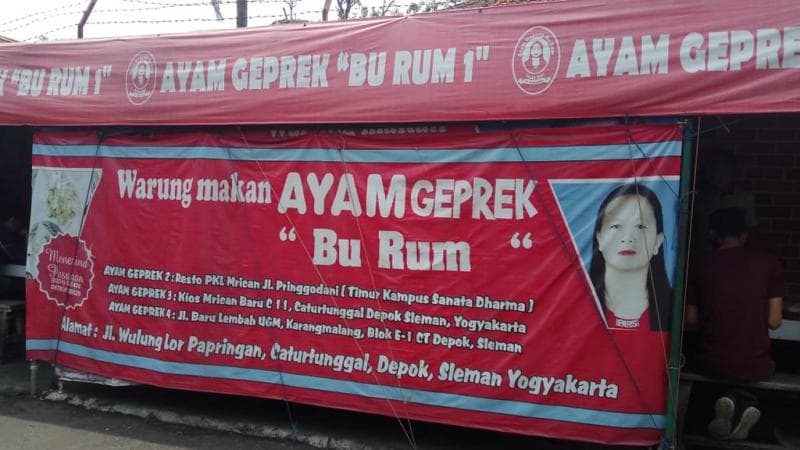 "BU RUM 1"
AYAM GEPREK "BU RUM 1"
AYAM GEPREK
Warung makan AYAM GEPREK
" Bu Rum "
Menerima
Pesanan
AYAM GEPREK 2 : Resto PKL Mrican Jl. Pringgodani ( Timur Kampus Sanata Dharma )
AYAM GEPREK 3 : Kios Mrican Baru C 11, Caturtunggal Depok Sleman, Yogyakarta
AYAM GEPREK 4 : Jl. Baru Lembah UGM, Karangmalang, Blok E-1 CT Depok, Sleman
Alamat : Jl. Wulung Lor Papringan, Caturtunggal, Depok, Sleman Yogyakarta